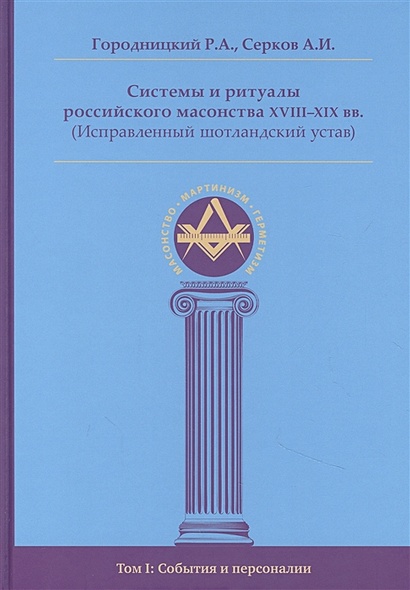 Городницкий Р.А., Серков А.И.
Системы и ритуалы
российского масонства XVIII–XIX вв.
(Исправленный шотландский устав)
МАСОНСТВО • МАРТИНИЗМ • ГЕРМЕТИЗМ
Том I: События и персоналии